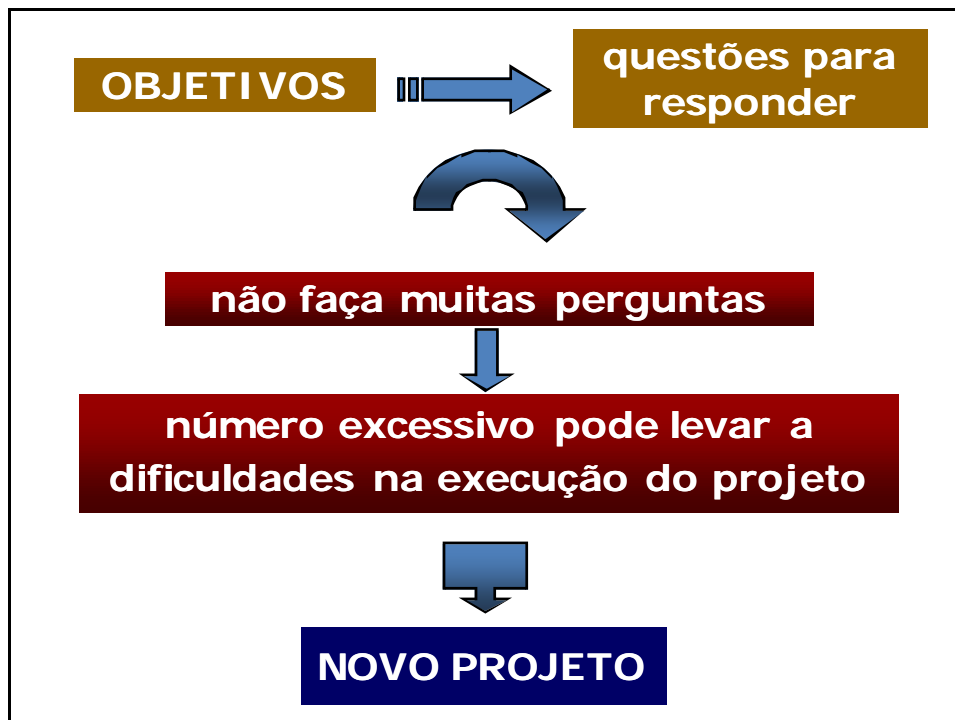 OBJETIVOS
questões para
responder
não faça muitas perguntas
número excessivo pode levar a
dificuldades na execução do projeto
NOVO PROJETO